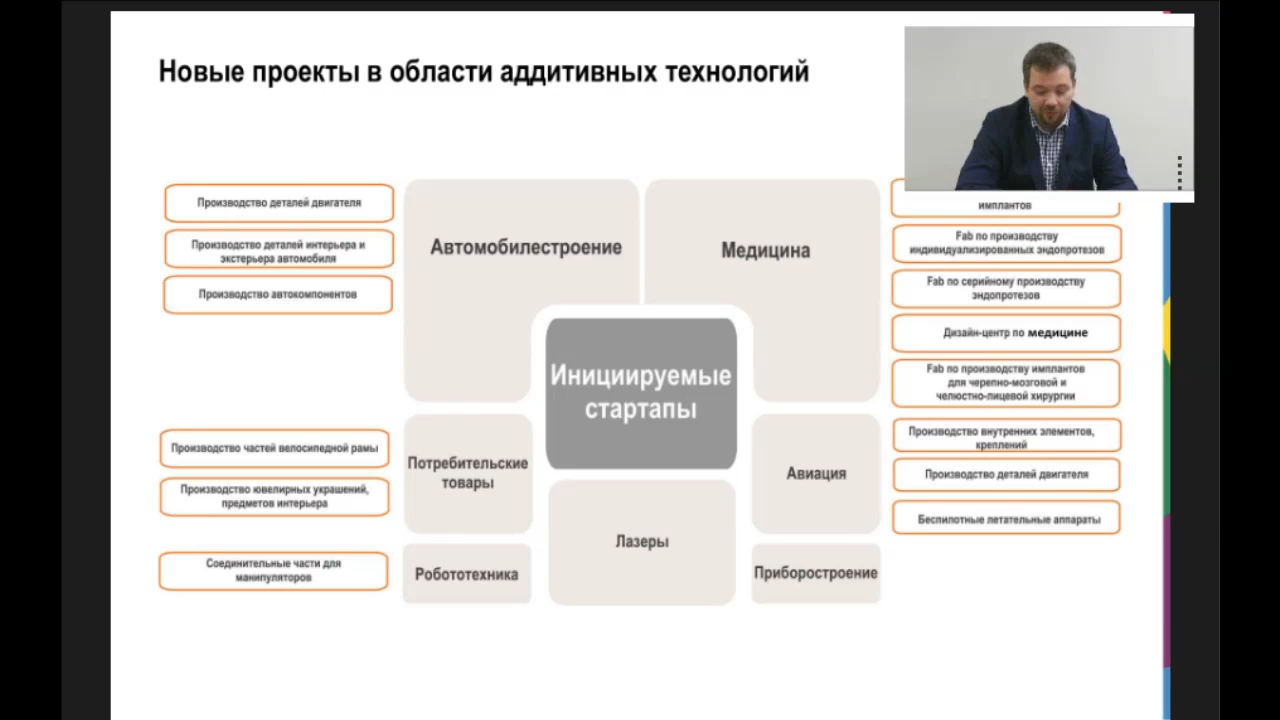 Новые проекты в области аддитивных технологий
Производство деталей двигателя
Производство деталей интерьера и
экстерьера автомобиля
Производство автокомпонентов
Автомобилестроение
Медицина
имплантов
Fab по производству
индивидуализированных эндопротезов
Fab по серийному производству
эндопротезов
Дизайн-центр по медицине
Fab по производству имплантов
для черепно-мозговой и
челюстно-лицевой хирургии
Инициируемые
стартапы
Производство частей велосипедной рамы
Производство ювелирных украшений,
предметов интерьера
Потребительские
товары
Авиация
Производство внутренних элементов,
креплений
Производство деталей двигателя
Беспилотные летательные аппараты
Соединительные части для
манипуляторов
Робототехника
Лазеры
Приборостроение